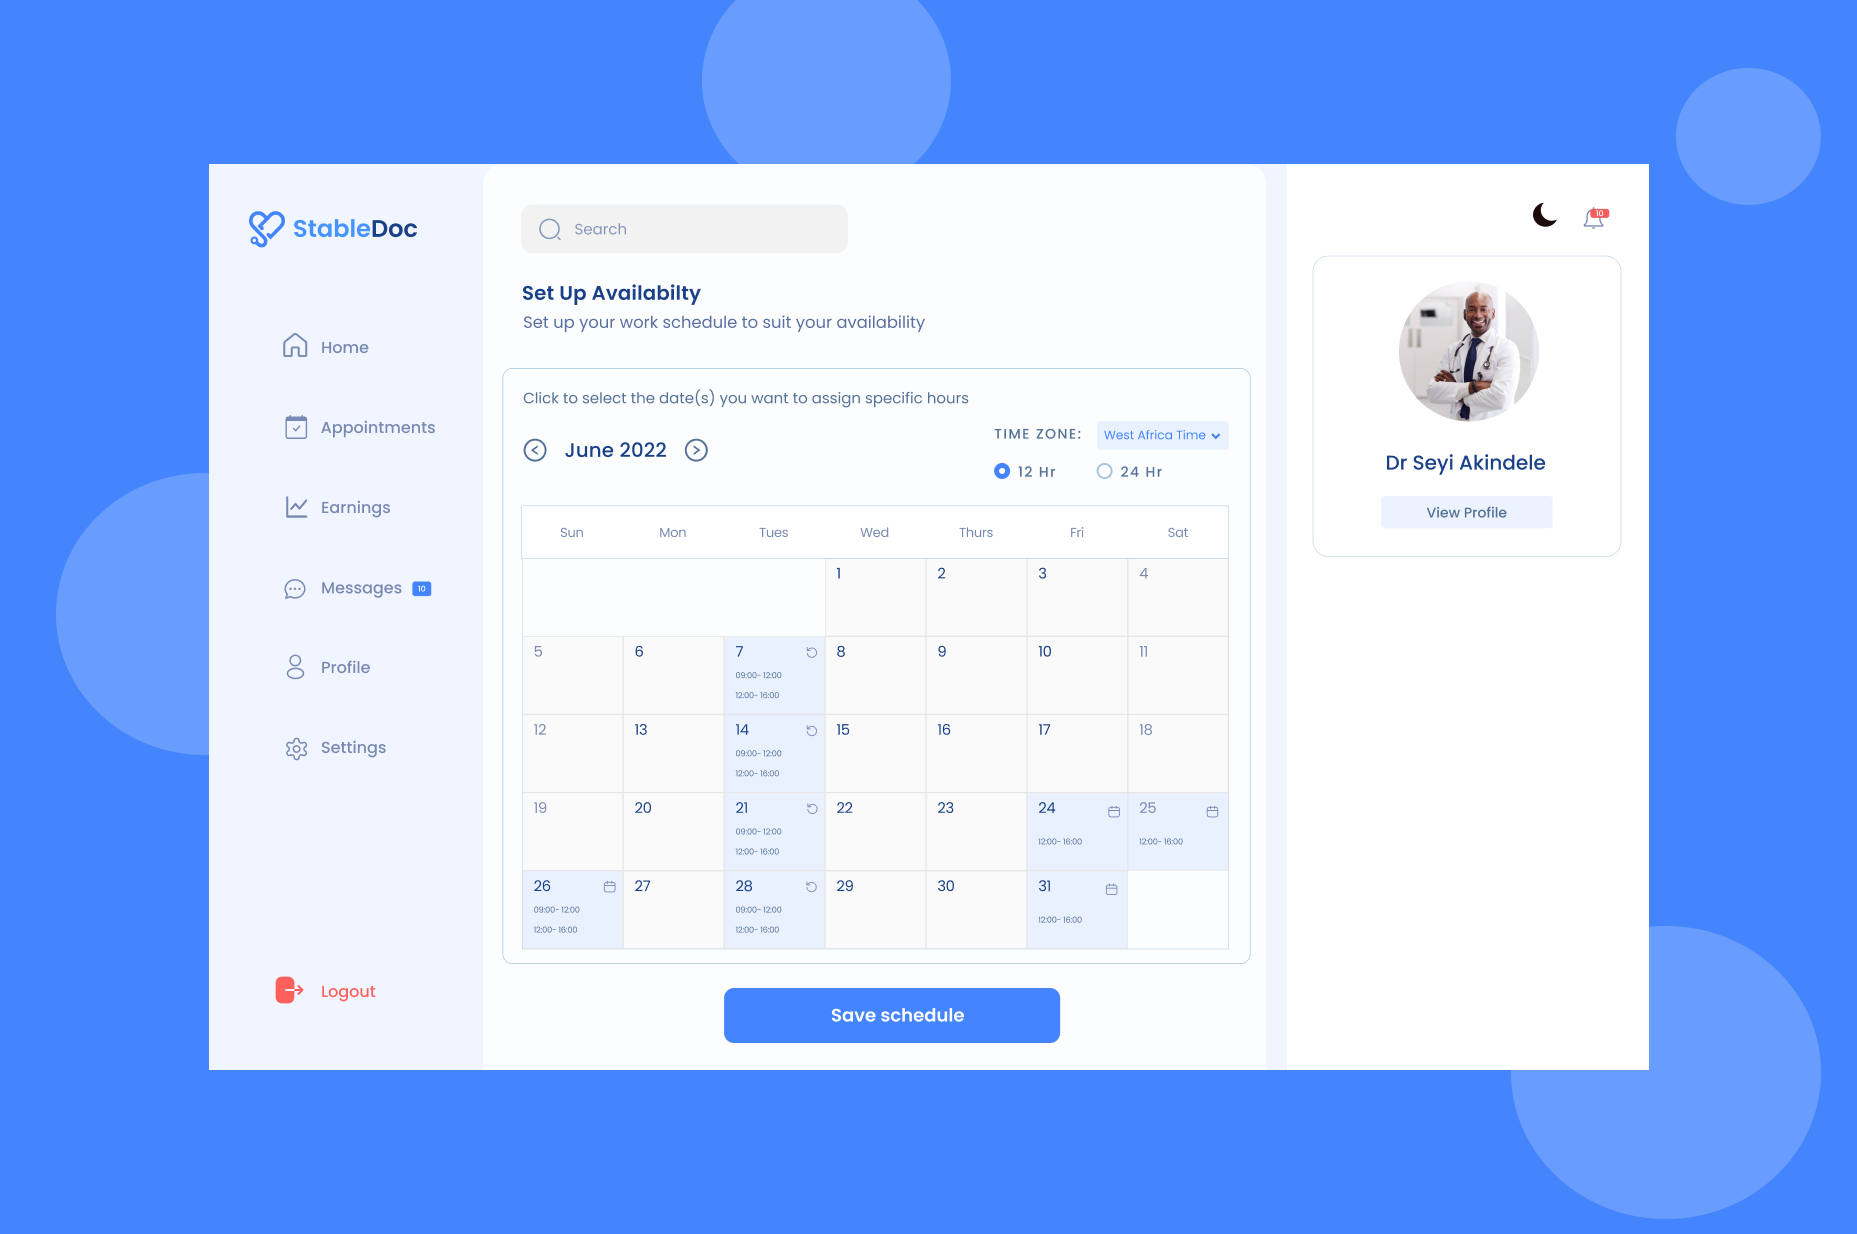 StableDoc
Home
Appointments
Earnings
Messages 10
Profile
Settings
Logout
Search
Set Up Availabilty
Set up your work schedule to suit your availability
Click to select the date(s) you want to assign specific hours
June 2022
TIME ZONE: West Africa Time
12 Hr 24 Hr
Sun Mon Tues Wed Thurs Fri Sat
1 2 3 4
5 6 7 8 9 10 11
09:00- 12:00
12:00- 16:00
12 13 14 15 16 17 18
09:00- 12:00
12:00- 16:00
19 20 21 22 23 24 25
09:00- 12:00
12:00- 16:00
12:00- 16:00 12:00- 16:00
26 27 28 29 30 31
09:00- 12:00 09:00- 12:00
12:00- 16:00 12:00- 16:00
12:00- 16:00
Save schedule
10
Dr Seyi Akindele
View Profile